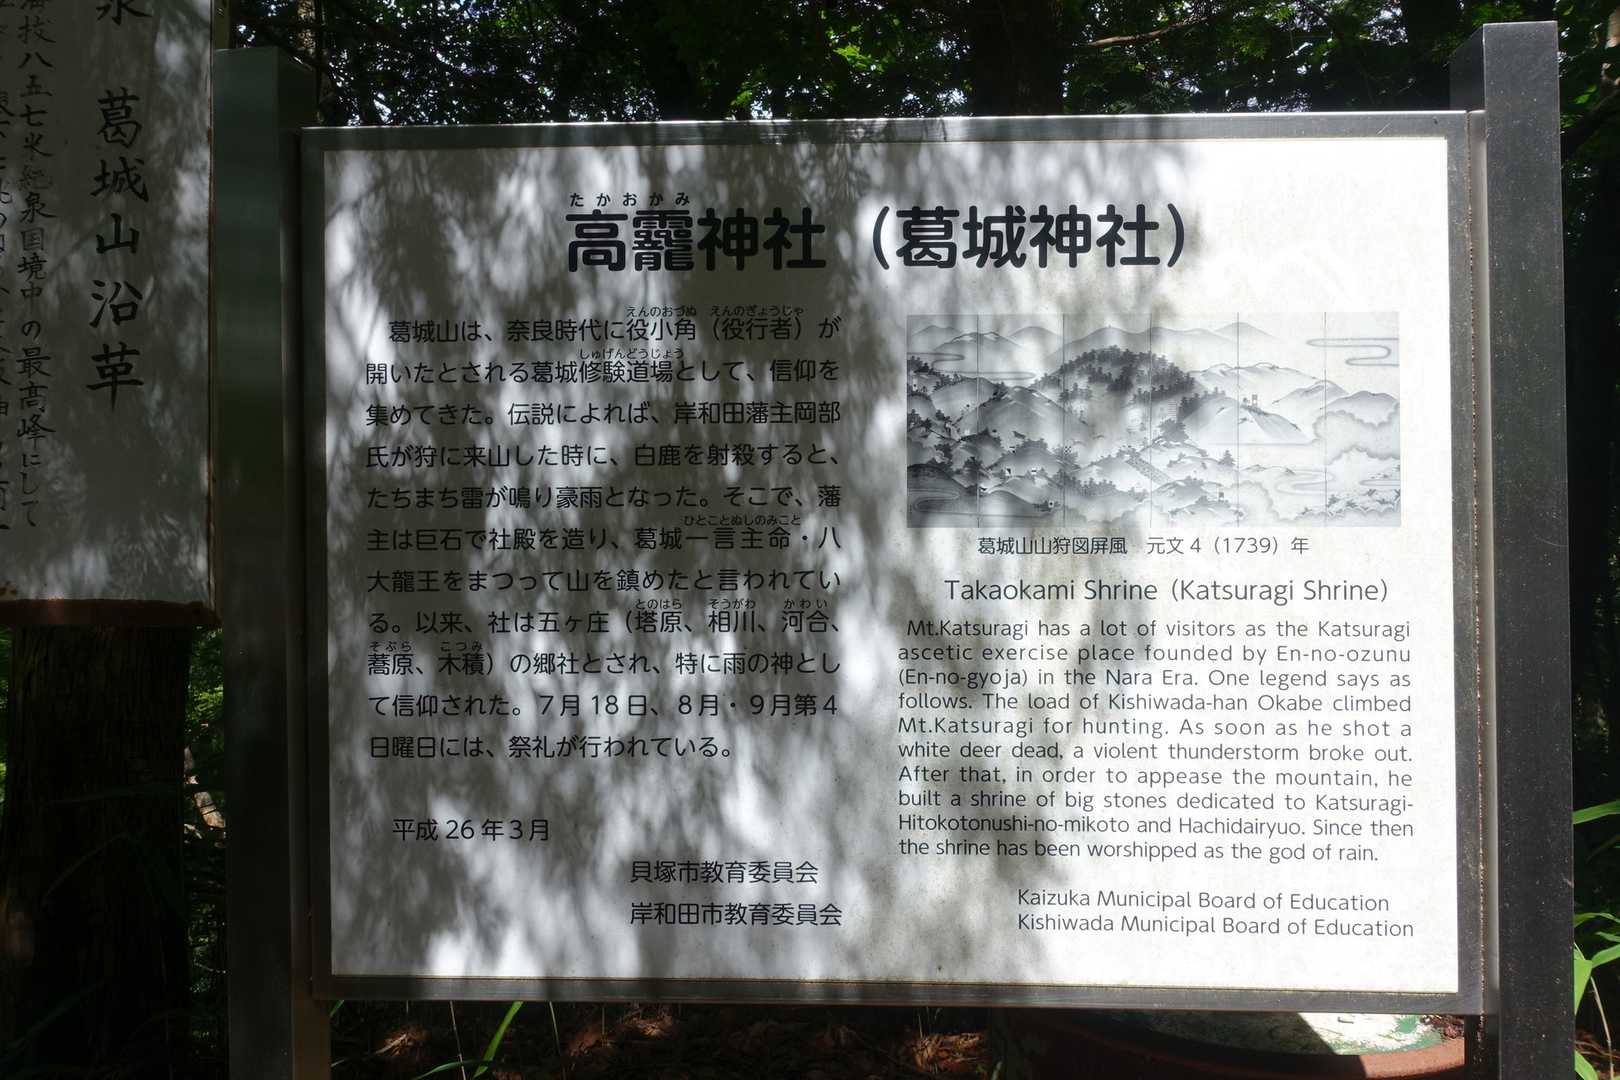 泉 葛城山沿革
海抜八五七米紀泉国境中の最高峰にして
たかおかみ
高龗神社（葛城神社）
えんのおづぬ えんのぎょうじゃ
葛城山は、奈良時代に役小角（役行者）が
しゅげんどうじょう
開いたとされる葛城修験道場として、信仰を
集めてきた。伝説によれば、岸和田藩主岡部
氏が狩に来山した時に、白鹿を射殺すると、
たちまち雷が鳴り豪雨となった。そこで、藩
ひとことぬしのみこと
主は巨石で社殿を造り、葛城一言主命・八
大龍王をまつって山を鎮めたと言われてい
とのはら そうがわ かわい
る。以来、社は五ヶ庄（塔原、相川、河合、
そぶら こつみ
蕎原、木積）の郷社とされ、特に雨の神とし
て信仰された。７月18日、８月・９月第４
日曜日には、祭礼が行われている。
平成26年３月
貝塚市教育委員会
岸和田市教育委員会
葛城山山狩図屏風 元文４（1739）年
Takaokami Shrine (Katsuragi Shrine)
Mt.Katsuragi has a lot of visitors as the Katsuragi
ascetic exercise place founded by En-no-ozunu
(En-no-gyoja) in the Nara Era. One legend says as
follows. The load of Kishiwada-han Okabe climbed
Mt.Katsuragi for hunting. As soon as he shot a
white deer dead, a violent thunderstorm broke out.
After that, in order to appease the mountain, he
built a shrine of big stones dedicated to Katsuragi-
Hitokotonushi-no-mikoto and Hachidairyuo. Since then
the shrine has been worshipped as the god of rain.
Kaizuka Municipal Board of Education
Kishiwada Municipal Board of Education